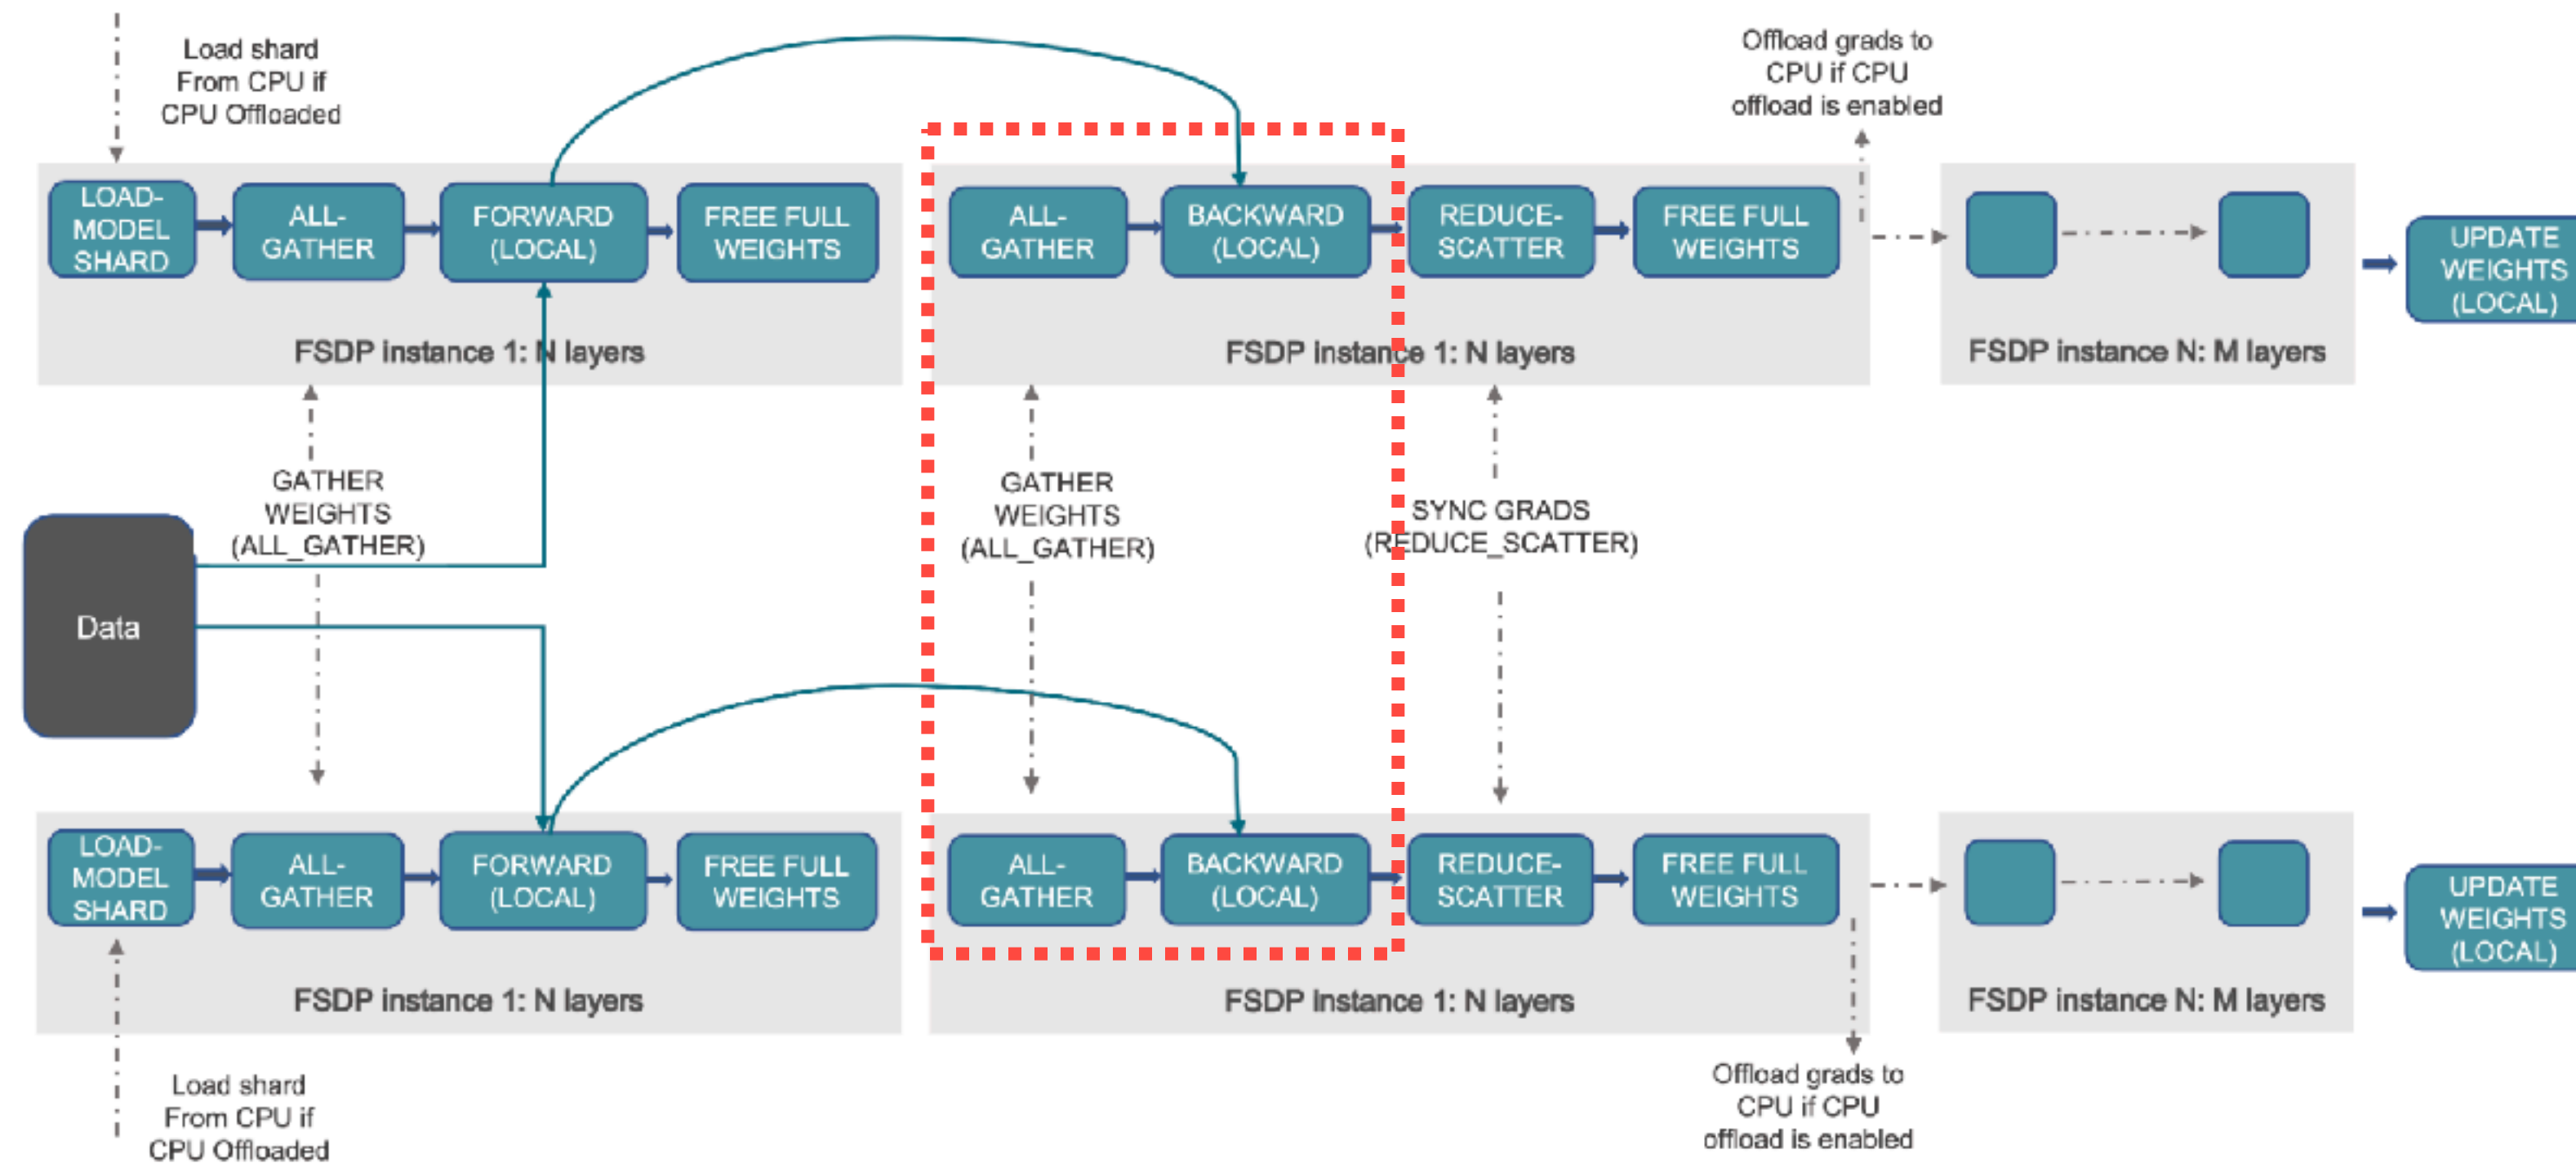 Load shard
From CPU if
CPU Offloaded
Offload grads to
CPU if CPU
offload is enabled
LOAD-
MODEL
SHARD
ALL-
GATHER
FORWARD
(LOCAL)
FREE FULL
WEIGHTS
ALL-
GATHER
BACKWARD
(LOCAL)
REDUCE-
SCATTER
FREE FULL
WEIGHTS
UPDATE
WEIGHTS
(LOCAL)
FSDP instance 1: N layers
FSDP instance 1: N layers
FSDP instance N: M layers
GATHER
WEIGHTS
(ALL_GATHER)
GATHER
WEIGHTS
(ALL_GATHER)
SYNC GRADS
(REDUCE_SCATTER)
Data
LOAD-
MODEL
SHARD
ALL-
GATHER
FORWARD
(LOCAL)
FREE FULL
WEIGHTS
ALL-
GATHER
BACKWARD
(LOCAL)
REDUCE-
SCATTER
FREE FULL
WEIGHTS
UPDATE
WEIGHTS
(LOCAL)
FSDP instance 1: N layers
FSDP instance 1: N layers
FSDP instance N: M layers
Load shard
From CPU if
CPU Offloaded
Offload grads to
CPU if CPU
offload is enabled